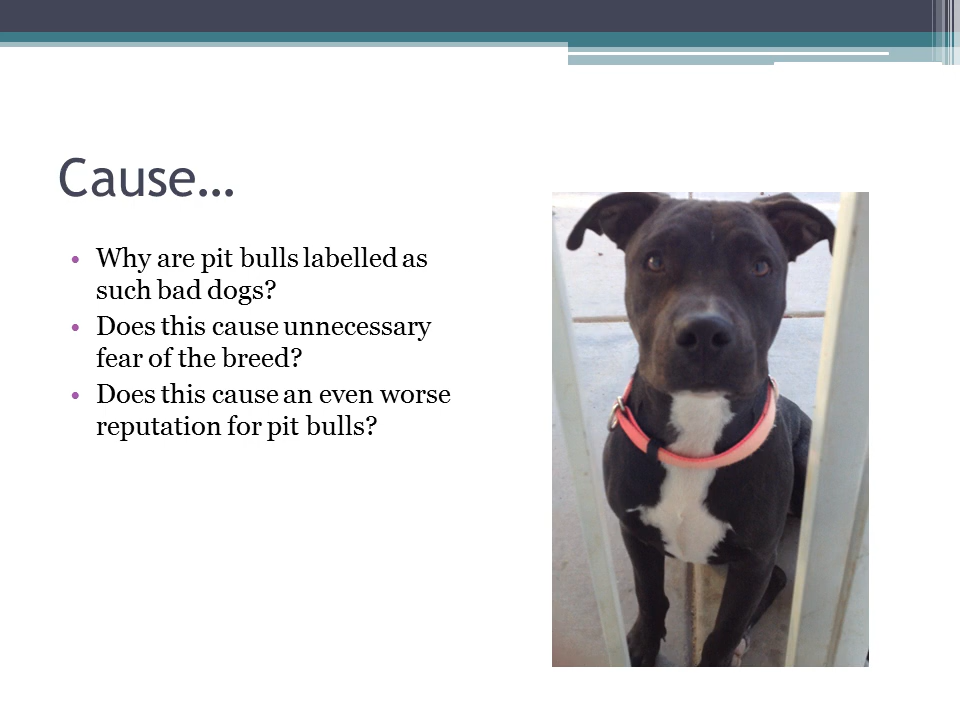 Cause…
• Why are pit bulls labelled as
such bad dogs?
• Does this cause unnecessary
fear of the breed?
• Does this cause an even worse
reputation for pit bulls?